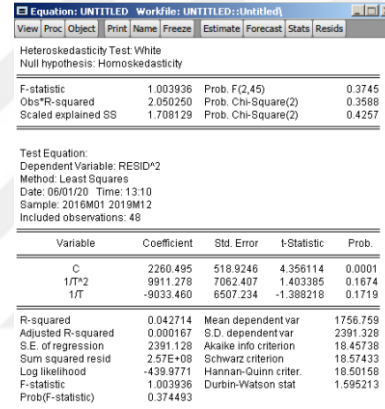 Equation: UNTITLED Workfile: UNTITLED::Untitled\
View Proc Object Print Name Freeze Estimate Forecast Stats Resids
Heteroskedasticity Test: White
Null hypothesis: Homoskedasticity
F-statistic 1.003936 Prob. F(2,45) 0.3745
Obs*R-squared 2.050250 Prob. Chi-Square(2) 0.3588
Scaled explained SS 1.708129 Prob. Chi-Square(2) 0.4257
Test Equation:
Dependent Variable: RESID^2
Method: Least Squares
Date: 06/01/20 Time: 13:10
Sample: 2016M01 2019M12
Included observations: 48
Variable Coefficient Std. Error t-Statistic Prob.
C 2260.495 518.9246 4.356114 0.0001
1/T^2 9911.278 7062.407 1.403385 0.1674
1/T -9033.460 6507.234 -1.388218 0.1719
R-squared 0.042714 Mean dependent var 1756.759
Adjusted R-squared 0.000167 S.D. dependent var 2391.328
S.E. of regression 2391.128 Akaike info criterion 18.45738
Sum squared resid 2.57E+08 Schwarz criterion 18.57433
Log likelihood -439.9771 Hannan-Quinn criter. 18.50158
F-statistic 1.003936 Durbin-Watson stat 1.595213
Prob(F-statistic) 0.374493